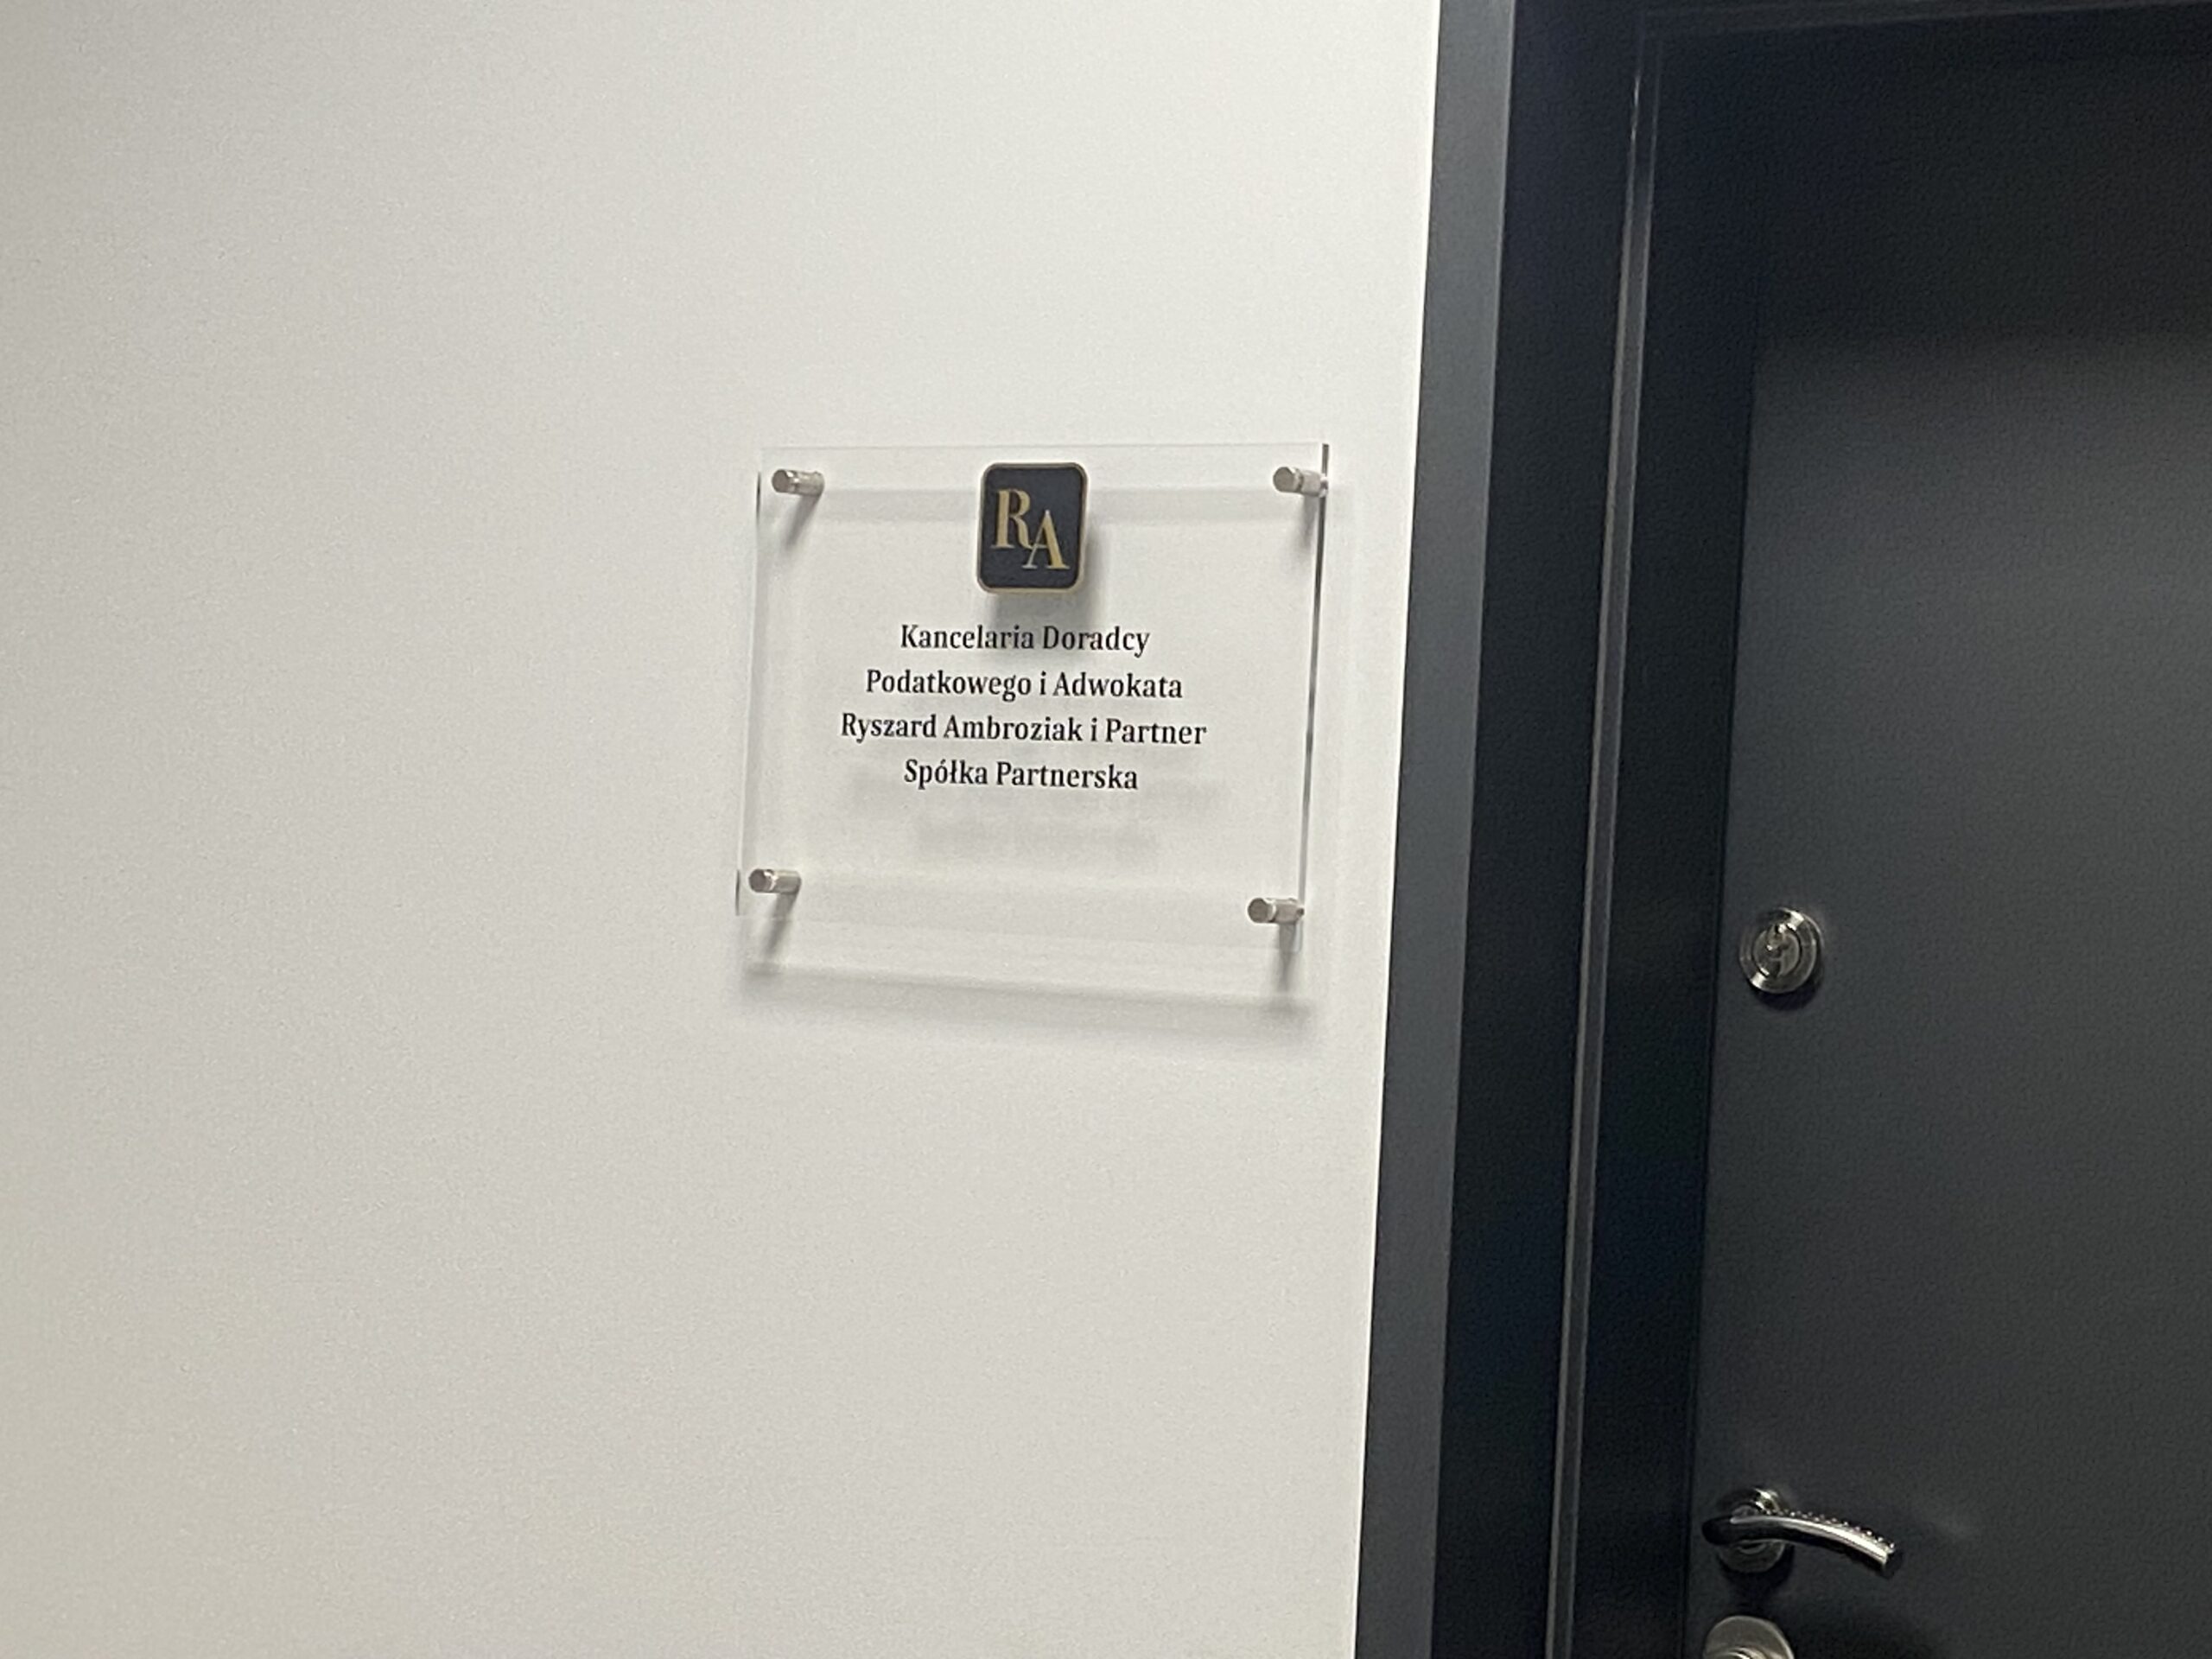 RA
Kancelaria Doradcy
Podatkowego i Adwokata
Ryszard Ambroziak i Partner
Spółka Partnerska